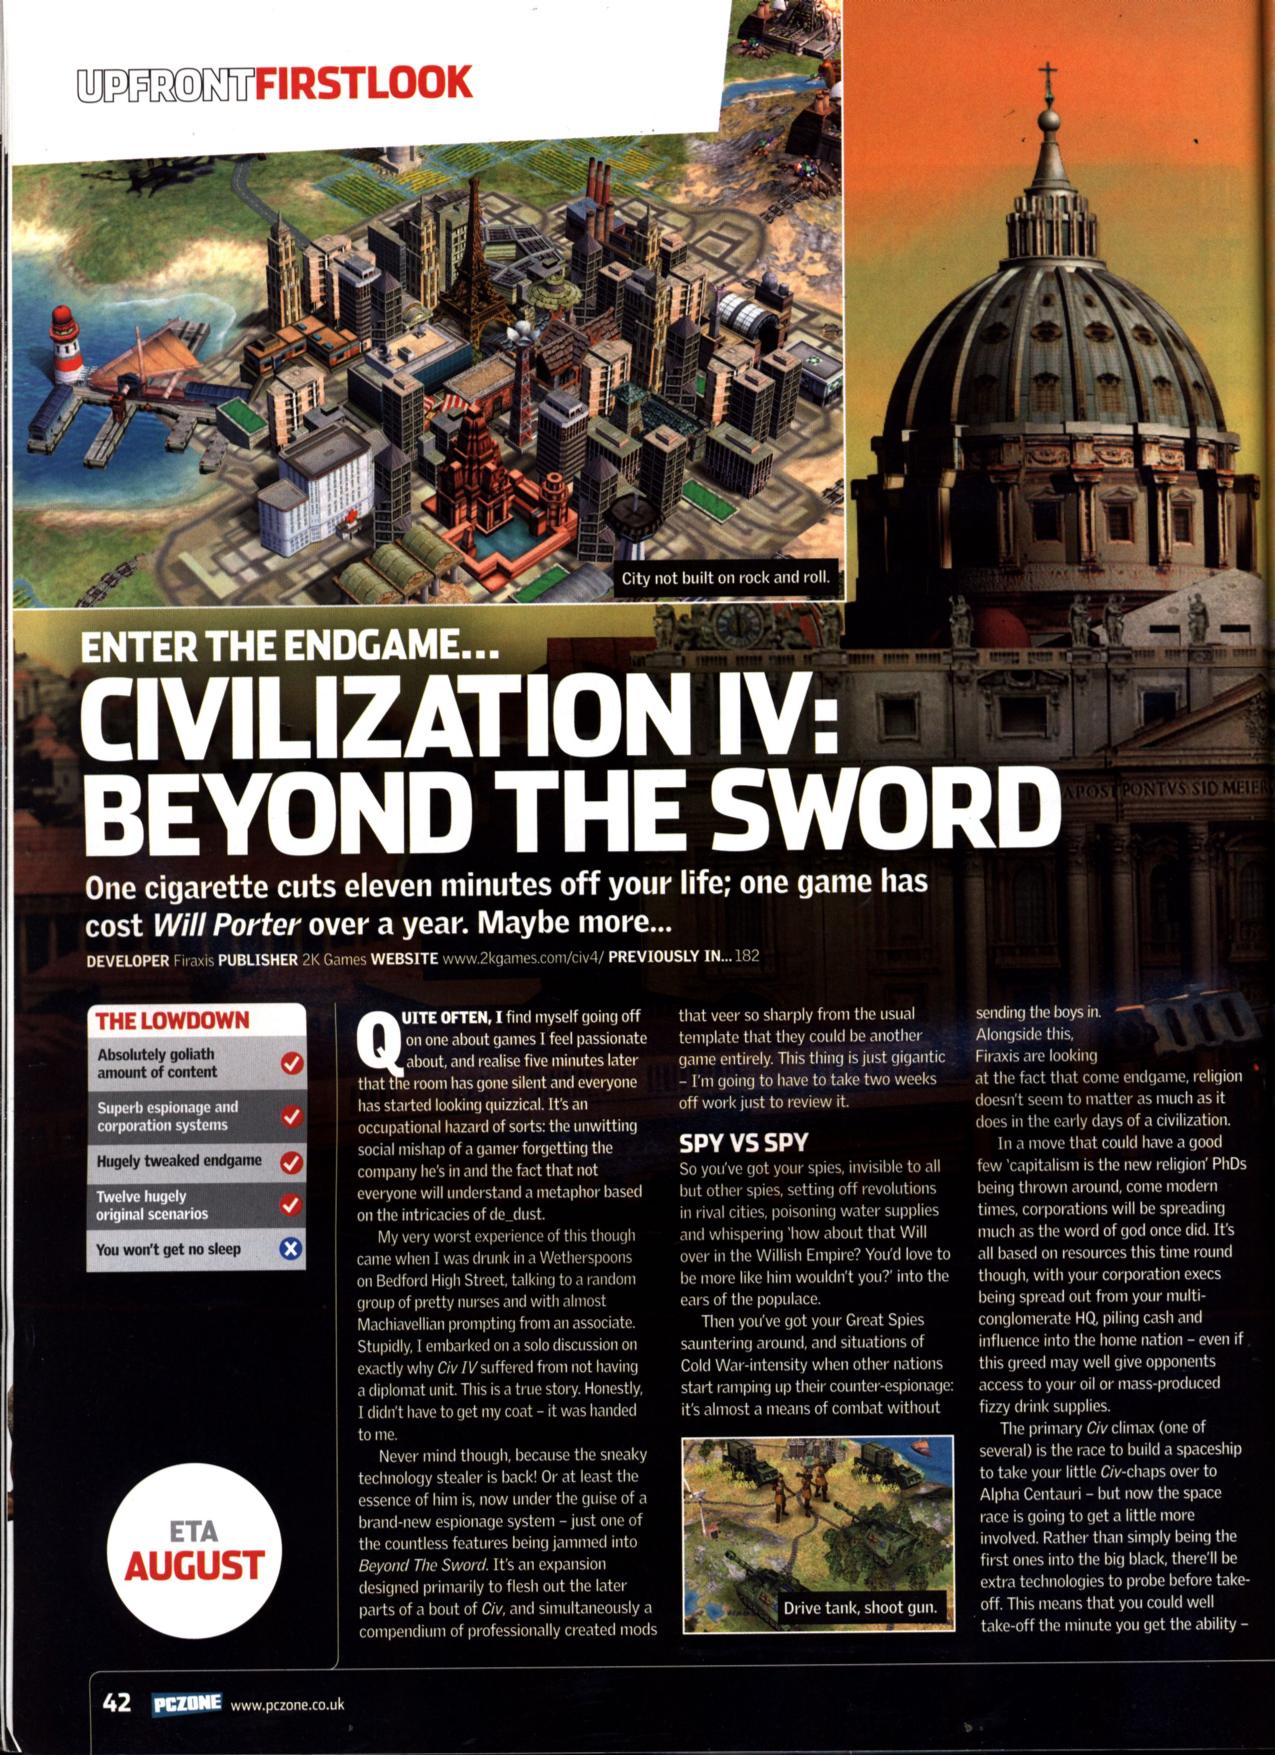 UPFRONTFIRSTLOOK
City not built on rock and roll.
ENTER THE ENDGAME...
CIVILIZATION IV:
BEYOND THE SWORD
APOST PONTVS SID MEIER
One cigarette cuts eleven minutes off your life; one game has
cost Will Porter over a year. Maybe more...
DEVELOPER Firaxis PUBLISHER 2K Games WEBSITE www.2kgames.com/civ4/ PREVIOUSLY IN... 182
THE LOWDOWN
Absolutely goliath
amount of content
Superb espionage and
corporation systems
Hugely tweaked endgame
Twelve hugely
original scenarios
You won't get no sleep
ETA
AUGUST
QUITE OFTEN, I find myself going off
on one about games I feel passionate
about, and realise five minutes later
that the room has gone silent and everyone
has started looking quizzical. It's an
occupational hazard of sorts: the unwitting
social mishap of a gamer forgetting the
company he's in and the fact that not
everyone will understand a metaphor based
on the intricacies of de_dust.
My very worst experience of this though
came when I was drunk in a Wetherspoons
on Bedford High Street, talking to a random
group of pretty nurses and with almost
Machiavellian prompting from an associate.
Stupidly, I embarked on a solo discussion on
exactly why Civ IV suffered from not having
a diplomat unit. This is a true story. Honestly,
I didn't have to get my coat – it was handed
to me.
Never mind though, because the sneaky
technology stealer is back! Or at least the
essence of him is, now under the guise of a
brand-new espionage system – just one of
the countless features being jammed into
Beyond The Sword. It's an expansion
designed primarily to flesh out the later
parts of a bout of Civ, and simultaneously a
compendium of professionally created mods
that veer so sharply from the usual
template that they could be another
game entirely. This thing is just gigantic
– I'm going to have to take two weeks
off work just to review it.
SPY VS SPY
So you've got your spies, invisible to all
but other spies, setting off revolutions
in rival cities, poisoning water supplies
and whispering 'how about that Will
over in the Willish Empire? You'd love to
be more like him wouldn't you?' into the
ears of the populace.
Then you've got your Great Spies
sauntering around, and situations of
Cold War-intensity when other nations
start ramping up their counter-espionage:
it's almost a means of combat without
Drive tank, shoot gun.
sending the boys in.
Alongside this,
Firaxis are looking
at the fact that come endgame, religion
doesn't seem to matter as much as it
does in the early days of a civilization.
In a move that could have a good
few 'capitalism is the new religion' PhDs
being thrown around, come modern
times, corporations will be spreading
much as the word of god once did. It's
all based on resources this time round
though, with your corporation execs
being spread out from your multi-
conglomerate HQ, piling cash and
influence into the home nation – even if
this greed may well give opponents
access to your oil or mass-produced
fizzy drink supplies.
The primary Civ climax (one of
several) is the race to build a spaceship
to take your little Civ-chaps over to
Alpha Centauri – but now the space
race is going to get a little more
involved. Rather than simply being the
first ones into the big black, there'll be
extra technologies to probe before take-
off. This means that you could well
take-off the minute you get the ability –
42 PCZONE www.pczone.co.uk